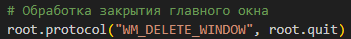 # Обработка закрытия главного окна
root.protocol("WM_DELETE_WINDOW", root.quit)